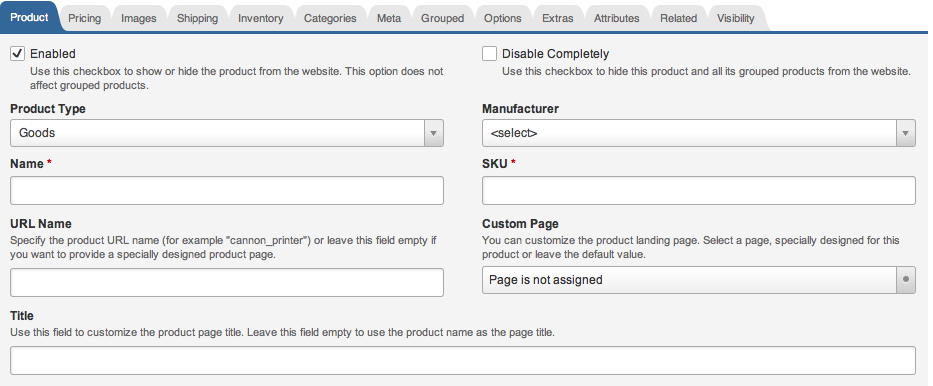 Product Pricing Images Shipping Inventory Categories Meta Grouped Options Extras Attributes Related Visibility
Enabled
Use this checkbox to show or hide the product from the website. This option does not
affect grouped products.
Disable Completely
Use this checkbox to hide this product and all its grouped products from the website.
Product Type
Goods
Manufacturer
<select>
Name *
SKU *
URL Name
Specify the product URL name (for example "cannon_printer") or leave this field empty if
you want to provide a specially designed product page.
Custom Page
You can customize the product landing page. Select a page, specially designed for this
product or leave the default value.
Page is not assigned
Title
Use this field to customize the product page title. Leave this field empty to use the product name as the page title.